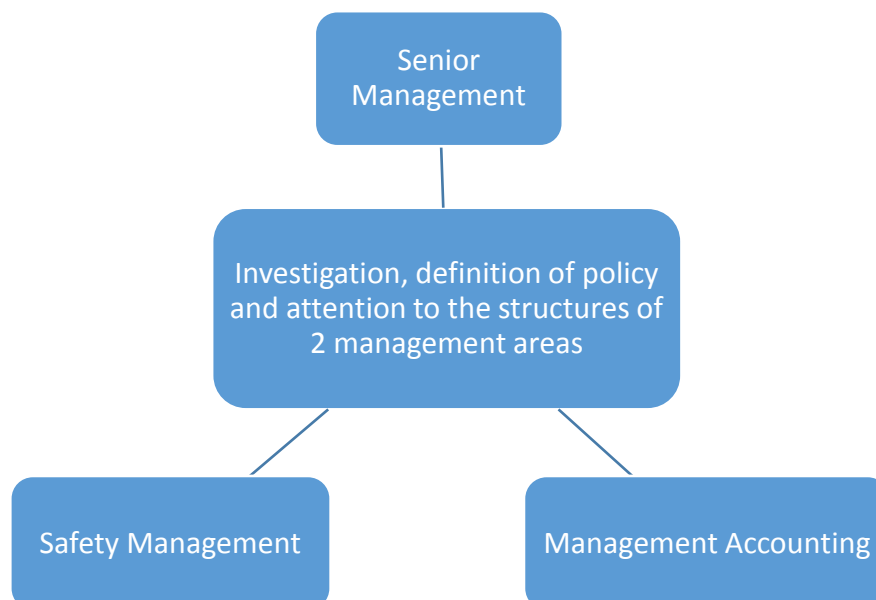 Senior
Management
Investigation, definition of policy
and attention to the structures of
2 management areas
Safety Management
Management Accounting